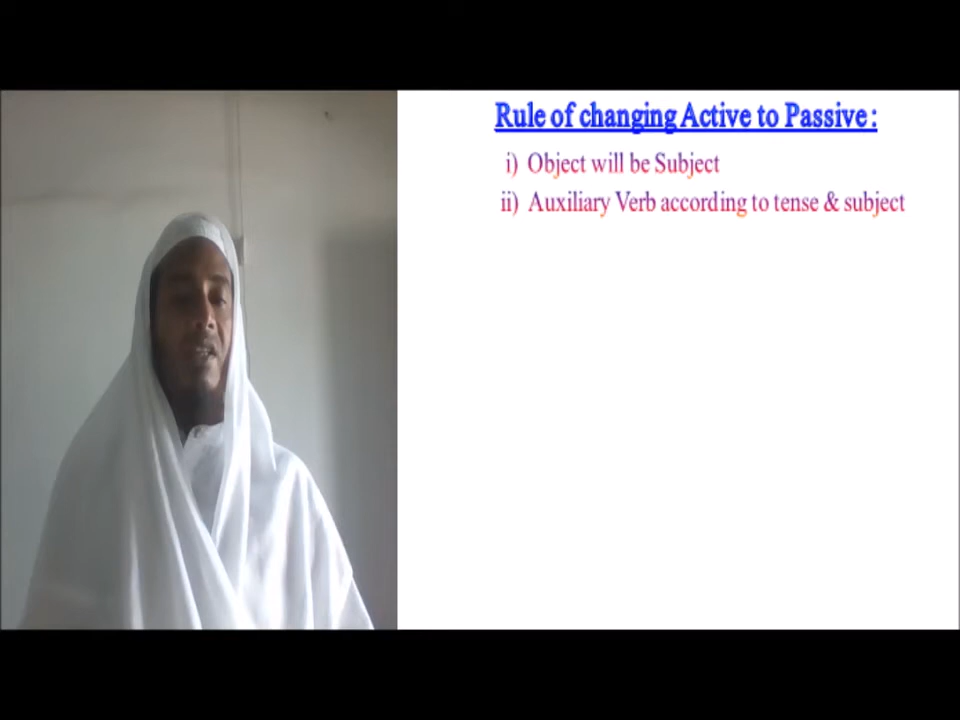 Rule of changing Active to Passive :
i) Object will be Subject
ii) Auxiliary Verb according to tense & subject